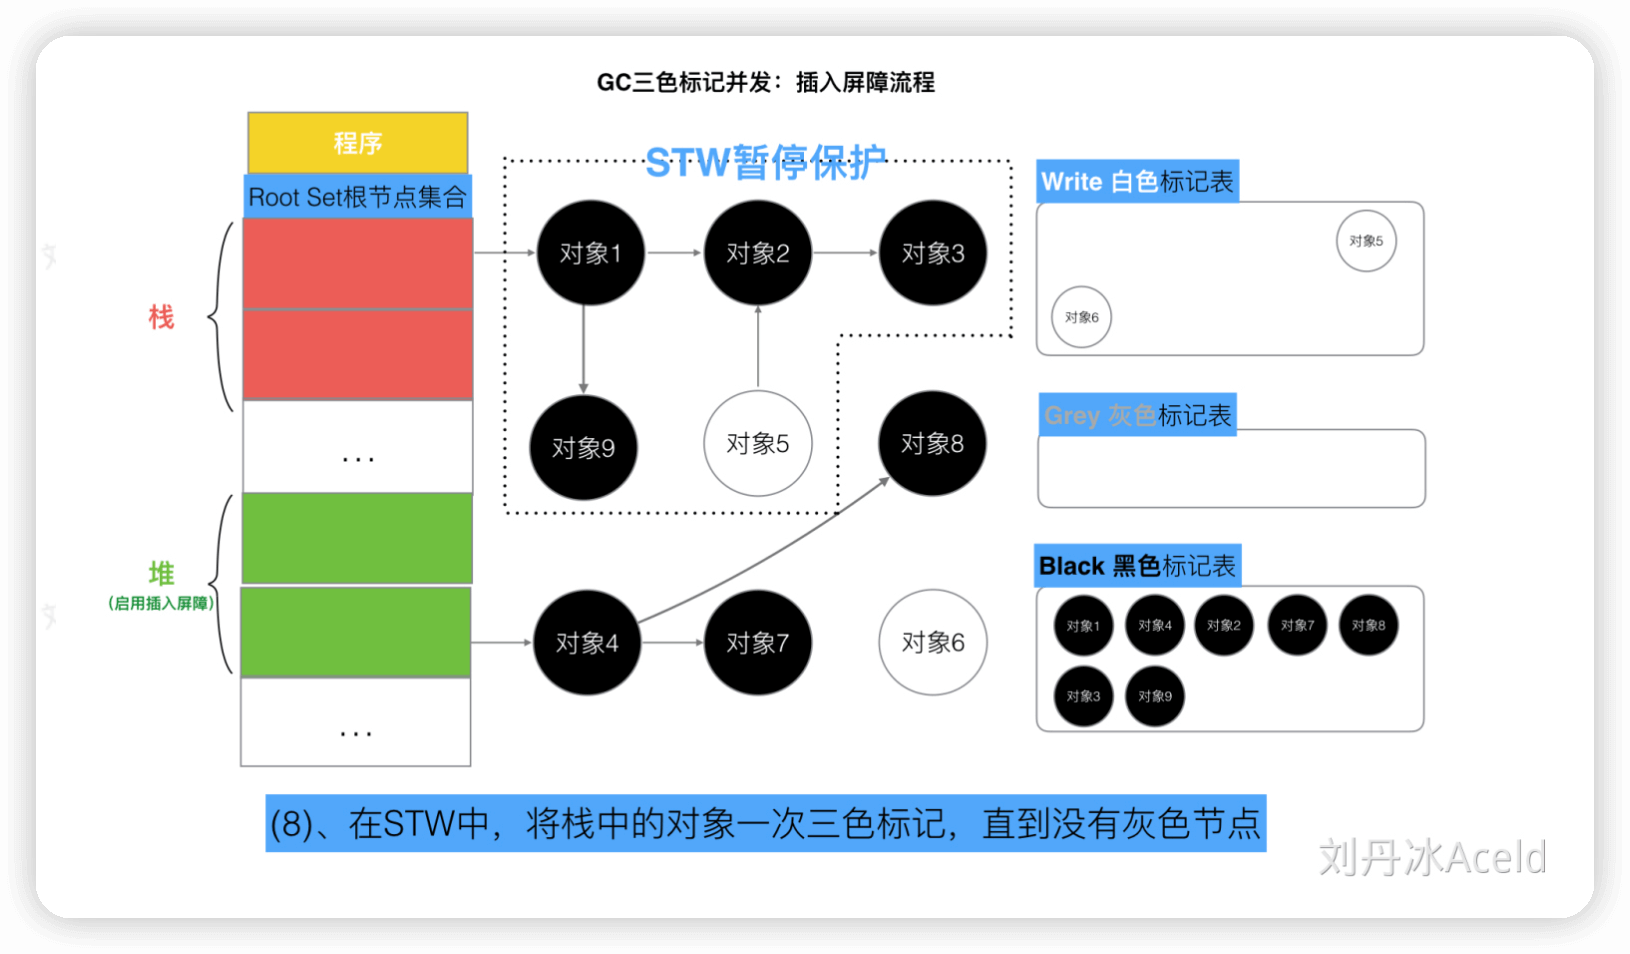 GC三色标记并发：插入屏障流程
程序
STW暂停保护
Root Set根节点集合
Write 白色标记表
对象1
对象2
对象3
对象5
对象6
栈
Grey 灰色标记表
对象9
对象5
对象8
...
堆
(启用插入屏障)
Black 黑色标记表
对象4
对象7
对象6
对象1
对象4
对象2
对象7
对象8
对象3
对象9
...
(8)、在STW中，将栈中的对象一次三色标记，直到没有灰色节点
刘丹冰Aceld